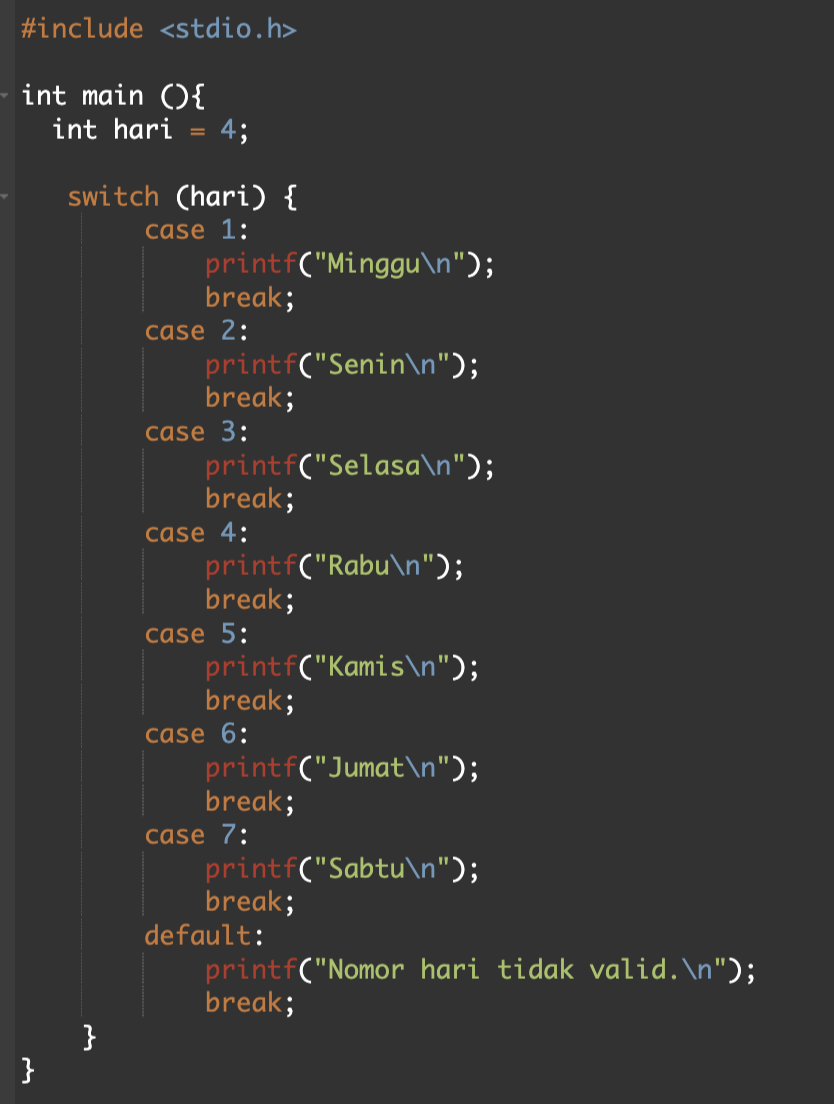 #include <stdio.h>
int main (){
int hari = 4;
switch (hari) {
case 1:
printf("Minggu\n");
break;
case 2:
printf("Senin\n");
break;
case 3:
printf("Selasa\n");
break;
case 4:
printf("Rabu\n");
break;
case 5:
printf("Kamis\n");
break;
case 6:
printf("Jumat\n");
break;
case 7:
printf("Sabtu\n");
break;
default:
printf("Nomor hari tidak valid.\n");
break;
}
}